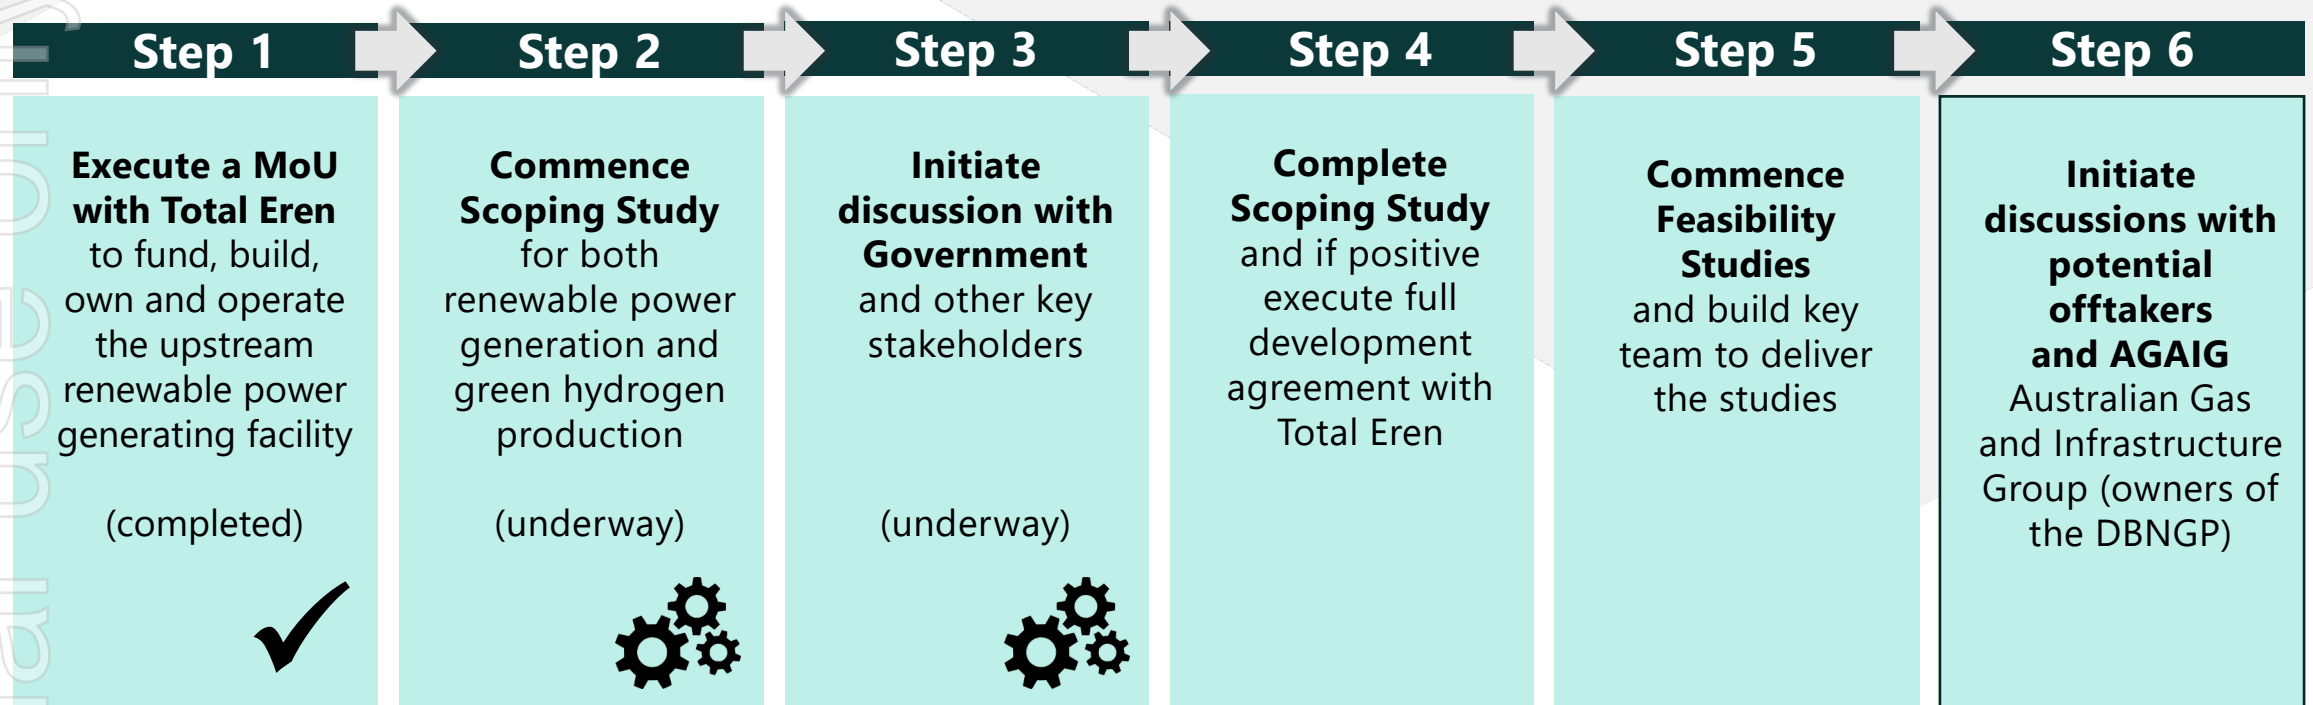 Step 1
Step 2
Step 3
Step 4
Step 5
Step 6
Execute a MoU
with Total Eren
to fund, build,
own and operate
the upstream
renewable power
generating facility
(completed)
Commence
Scoping Study
for both
renewable power
generation and
green hydrogen
production
(underway)
Initiate
discussion with
Government
and other key
stakeholders
(underway)
Complete
Scoping Study
and if positive
execute full
development
agreement with
Total Eren
Commence
Feasibility
Studies
and build key
team to deliver
the studies
Initiate
discussions with
potential
offtakers
and AGAIG
Australian Gas
and Infrastructure
Group (owners of
the DBNGP)
use only